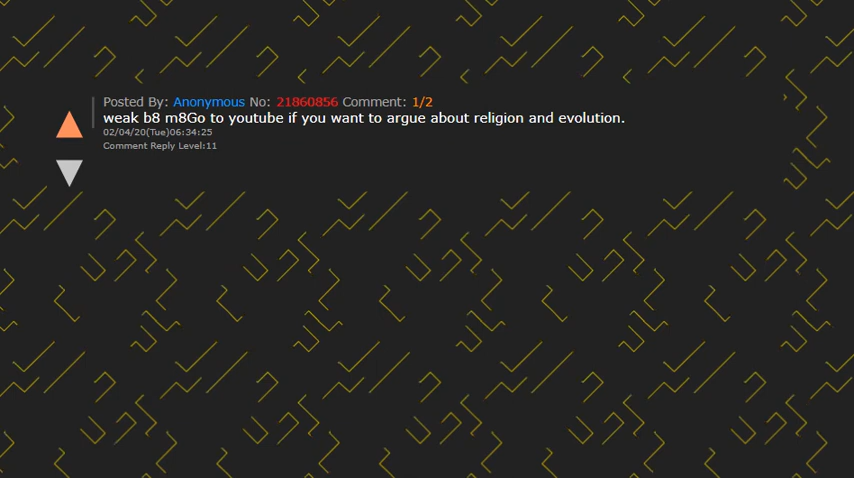 Posted By: Anonymous No: 21860856 Comment: 1/2
weak b8 m8Go to youtube if you want to argue about religion and evolution.
02/04/20(Tue)06:34:25
Comment Reply Level:11